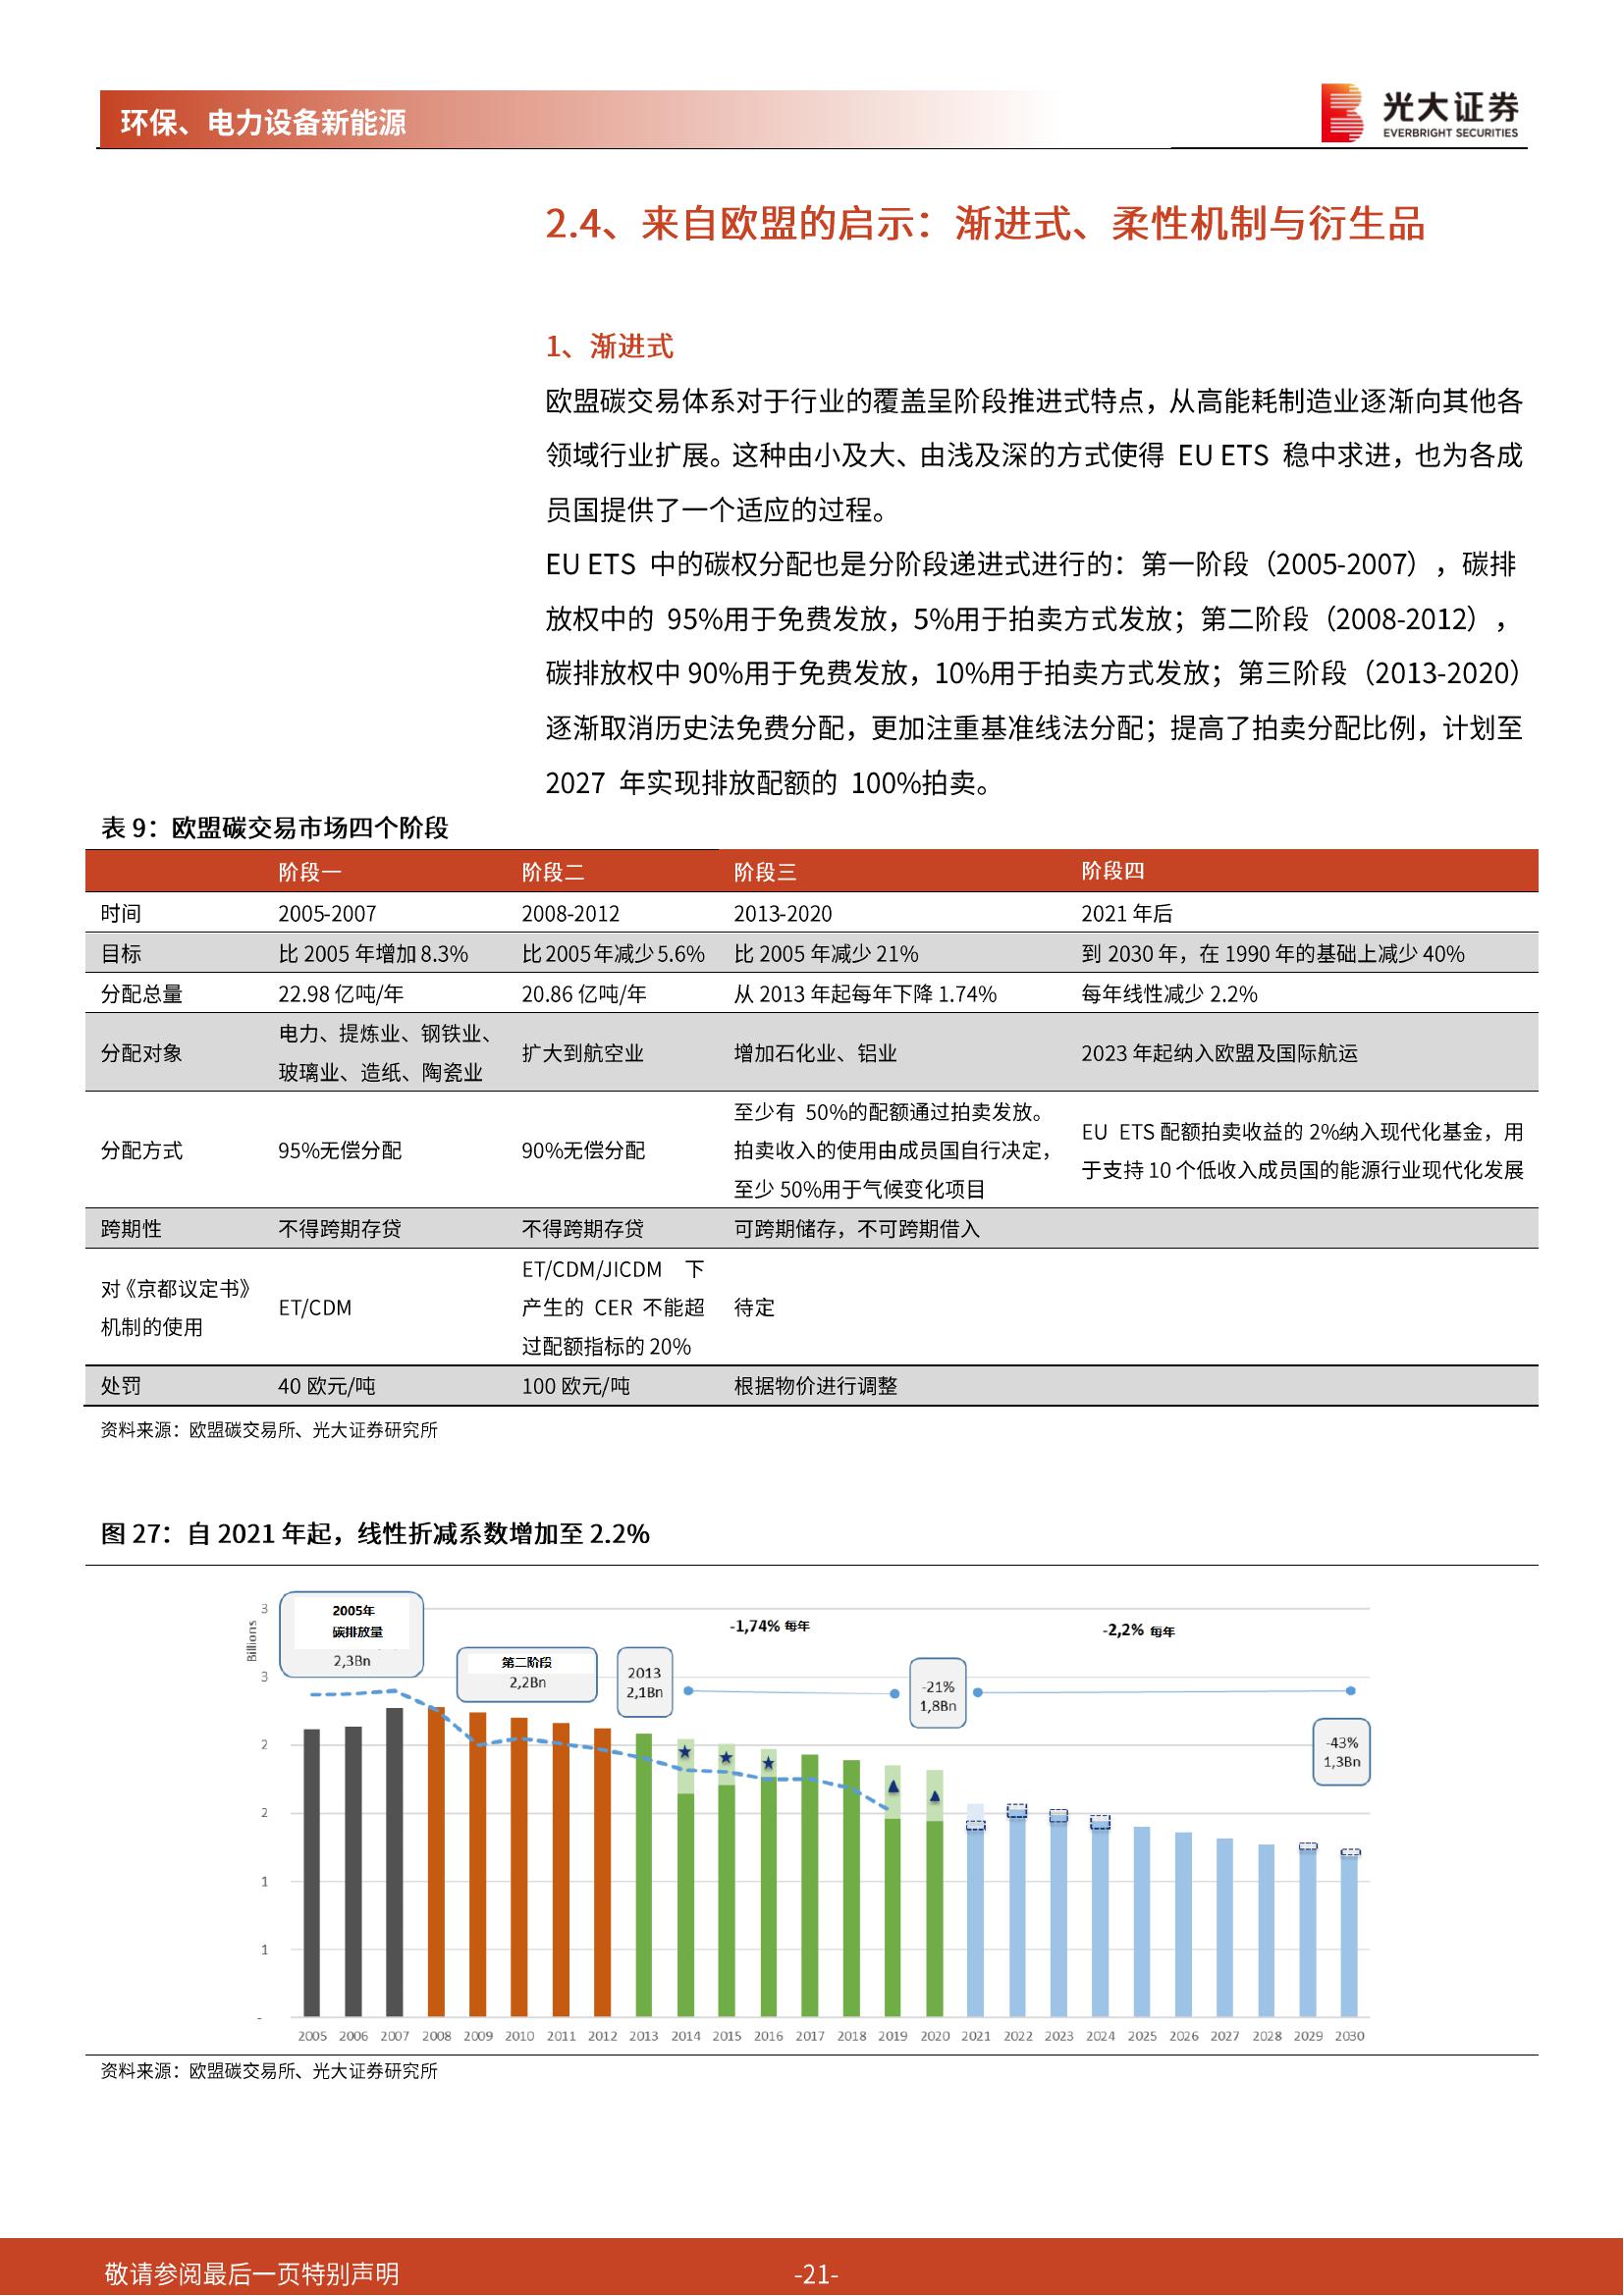 环保、电力设备新能源
光大证券
EVERBRIGHT SECURITIES
2.4、来自欧盟的启示：渐进式、柔性机制与衍生品
1、渐进式
欧盟碳交易体系对于行业的覆盖呈阶段推进式特点，从高能耗制造业逐渐向其他各
领域行业扩展。这种由小及大、由浅及深的方式使得 EU ETS 稳中求进，也为各成
员国提供了一个适应的过程。
EU ETS 中的碳权分配也是分阶段递进式进行的：第一阶段（2005-2007），碳排
放权中的 95%用于免费发放，5%用于拍卖方式发放；第二阶段（2008-2012），
碳排放权中 90%用于免费发放，10%用于拍卖方式发放；第三阶段（2013-2020）
逐渐取消历史法免费分配，更加注重基准线法分配；提高了拍卖分配比例，计划至
2027 年实现排放配额的 100%拍卖。
表 9：欧盟碳交易市场四个阶段
阶段一 阶段二 阶段三 阶段四
时间 2005-2007 2008-2012 2013-2020 2021 年后
目标 比 2005 年增加 8.3% 比 2005 年减少 5.6% 比 2005 年减少 21% 到 2030 年，在 1990 年的基础上减少 40%
分配总量 22.98 亿吨/年 20.86 亿吨/年 从 2013 年起每年下降 1.74% 每年线性减少 2.2%
分配对象 电力、提炼业、钢铁业、
玻璃业、造纸、陶瓷业 扩大到航空业 增加石化业、铝业 2023 年起纳入欧盟及国际航运
分配方式 95%无偿分配 90%无偿分配 至少有 50%的配额通过拍卖发放。
拍卖收入的使用由成员国自行决定，
至少 50%用于气候变化项目
EU ETS 配额拍卖收益的 2%纳入现代化基金，用
于支持 10 个低收入成员国的能源行业现代化发展
跨期性 不得跨期存贷 不得跨期存贷 可跨期储存，不可跨期借入
对《京都议定书》
机制的使用
ET/CDM
ET/CDM/JICDM 下
产生的 CER 不能超
过配额指标的 20%
待定
处罚 40 欧元/吨 100 欧元/吨 根据物价进行调整
资料来源：欧盟碳交易所、光大证券研究所
图 27：自 2021 年起，线性折减系数增加至 2.2%
Billions
3
3
2
2
1
1
-
2005年
碳排放量
2,3Bn
第二阶段
2,2Bn
2013
2,1Bn
-1,74% 每年
-21%
1,8Bn
-2,2% 每年
-43%
1,3Bn
2005 2006 2007 2008 2009 2010 2011 2012 2013 2014 2015 2016 2017 2018 2019 2020 2021 2022 2023 2024 2025 2026 2027 2028 2029 2030
资料来源：欧盟碳交易所、光大证券研究所
敬请参阅最后一页特别声明
-21-